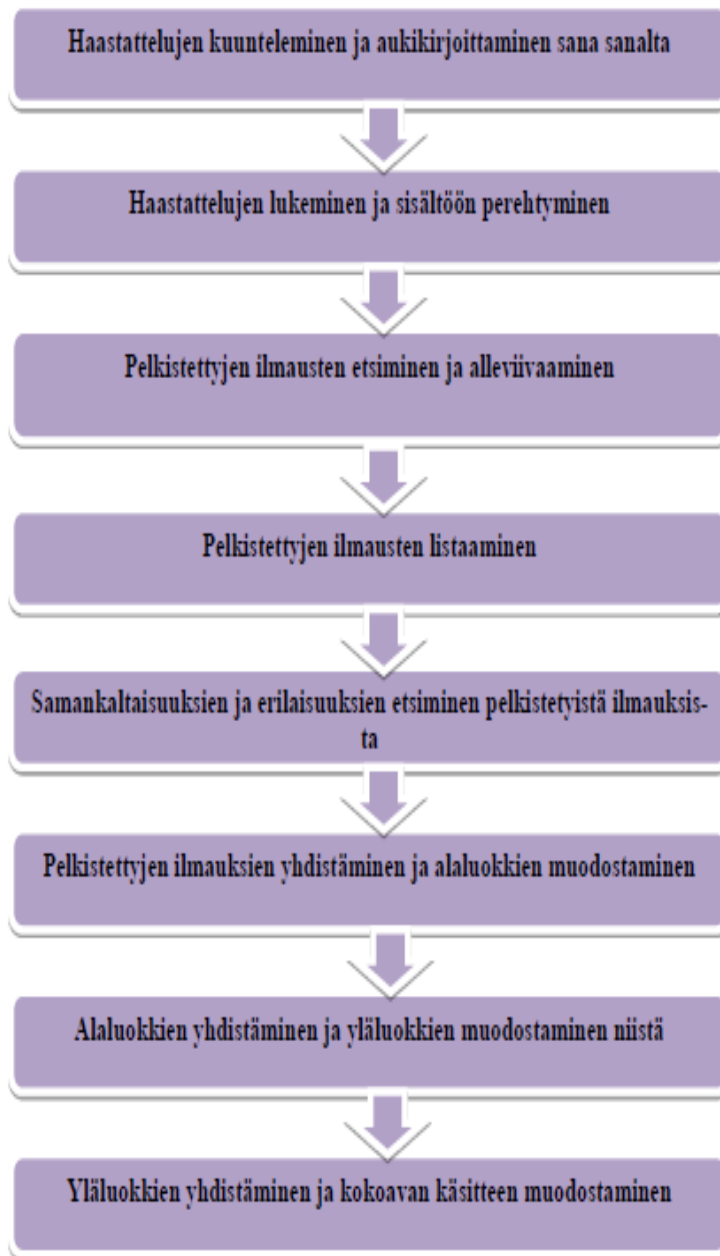 Haastattelujen kuunteleminen ja aukikirjoittaminen sana sanalta
Haastattelujen lukeminen ja sisältöön perehtyminen
Pelkistettyjen ilmausten etsiminen ja alleviivaaminen
Pelkistettyjen ilmausten listaaminen
Samankaltaisuuksien ja erilaisuuksien etsiminen pelkistetyistä ilmauksis-
ta
Pelkistettyjen ilmauksien yhdistäminen ja alaluokkien muodostaminen
Alaluokkien yhdistäminen ja yläluokkien muodostaminen niistä
Yläluokkien yhdistäminen ja kokoavan käsitteen muodostaminen